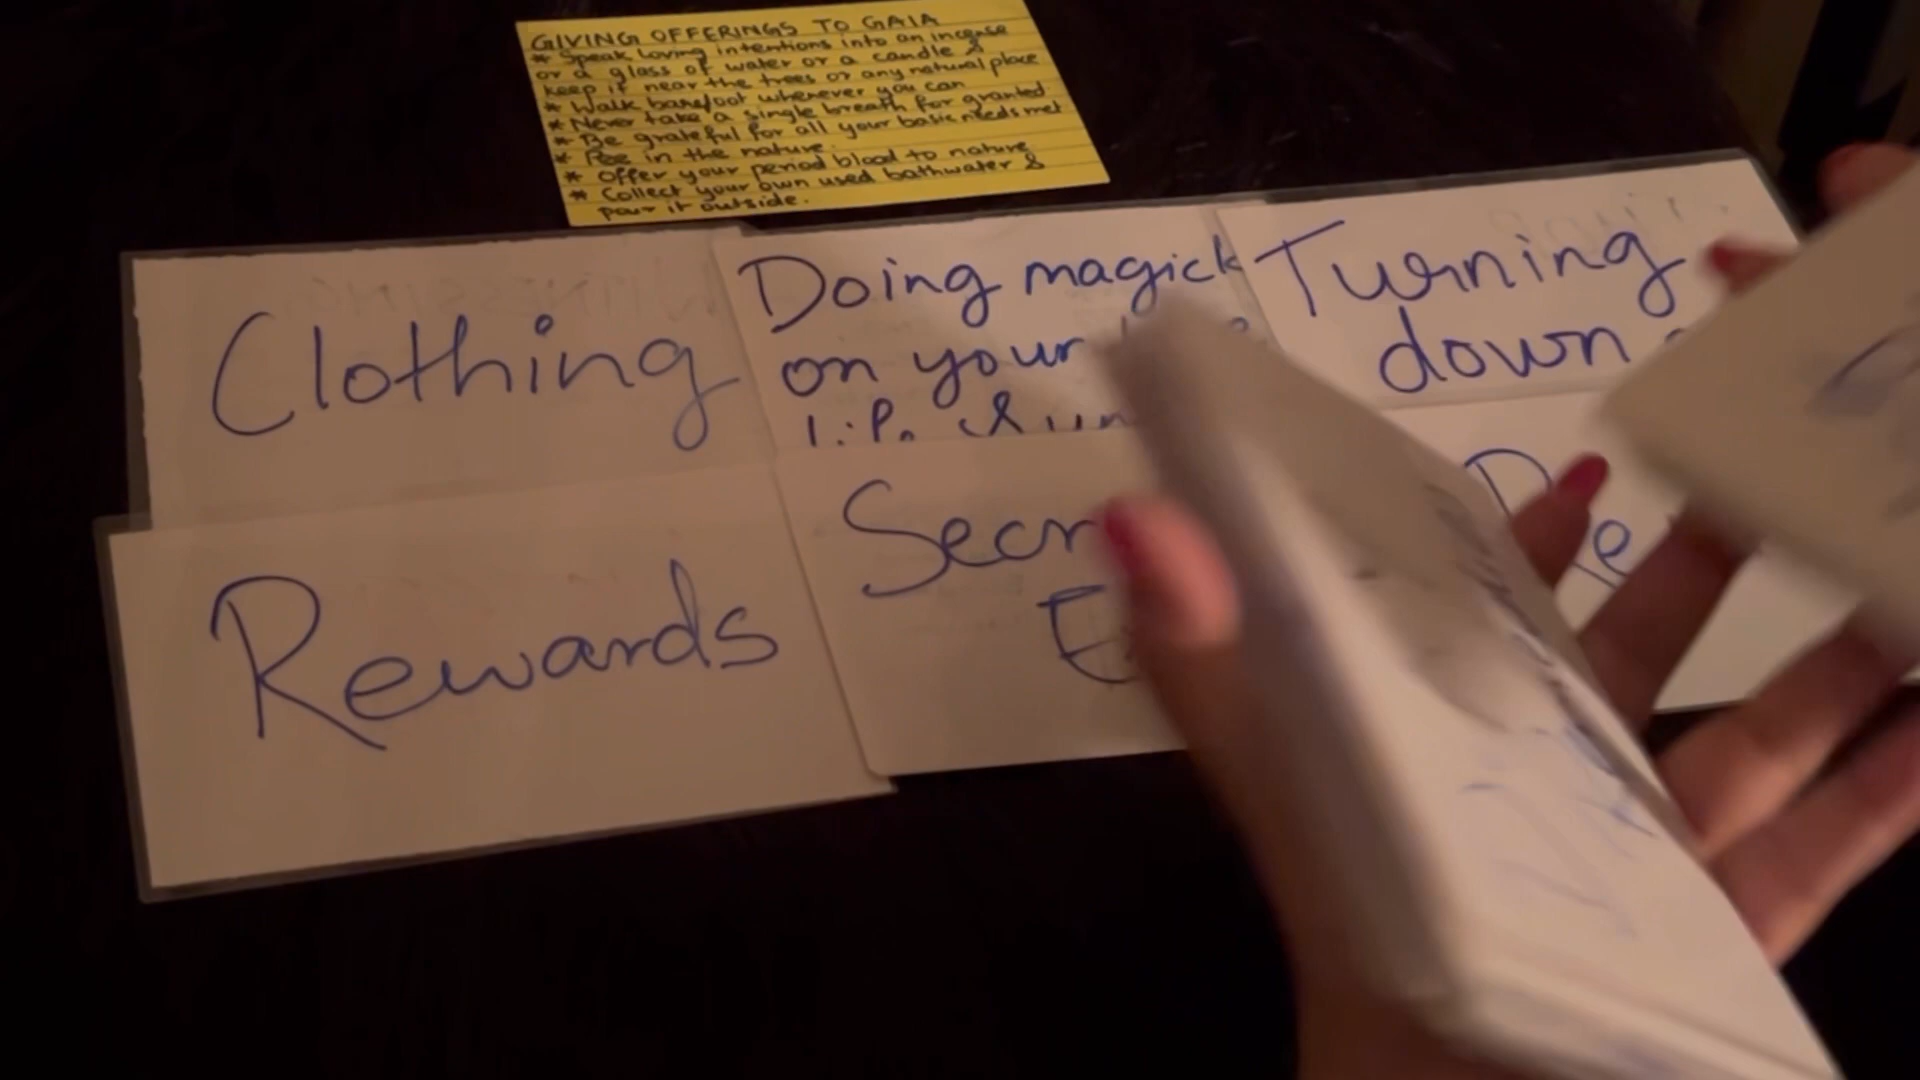 GIVING OFFERINGS TO GAIA
* Speak loving intentions into an incense
or a glass of water or a candle &
keep it near the trees or any natural place
* Walk barefoot wherever you can
* Never take a single breath for granted
* Be grateful for all your basic needs met
* Pee in the nature.
* Offer your period blood to nature
* Collect your own used bathwater &
pour it outside.
Clothing
Doing magick
on your
Turning
down
Rewards